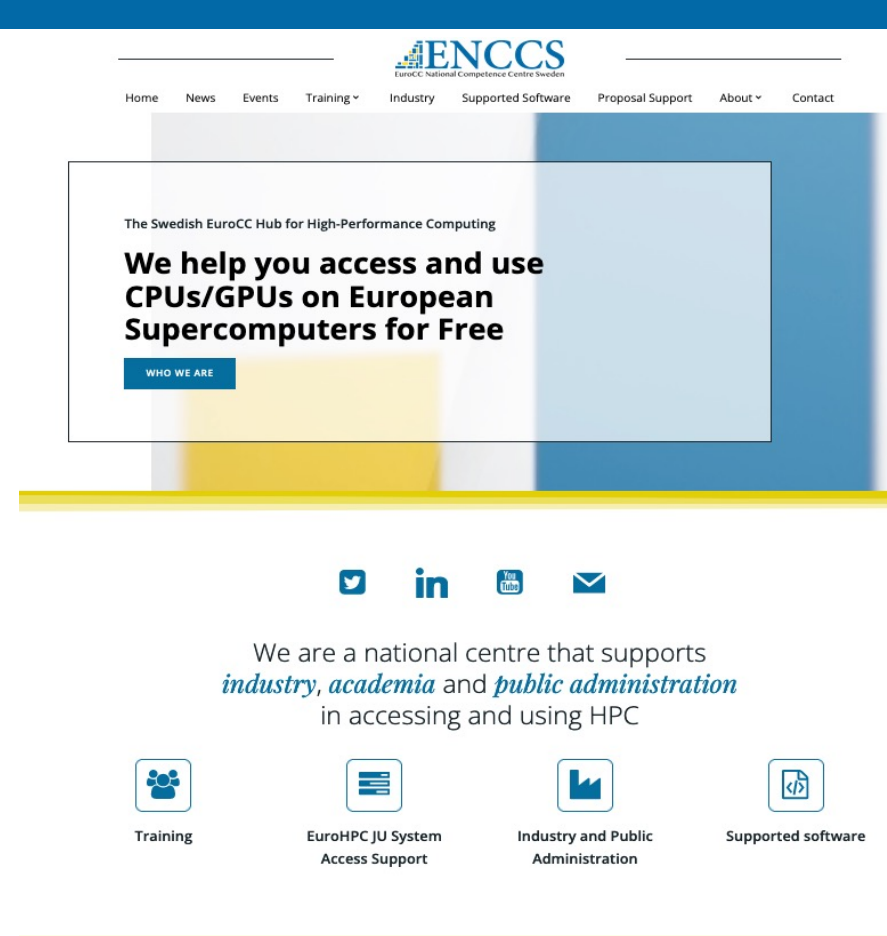 ENCCS
EuroCC National Competence Centre Sweden
Home News Events Training Industry Supported Software Proposal Support About Contact
The Swedish EuroCC Hub for High-Performance Computing
We help you access and use
CPUs/GPUs on European
Supercomputers for Free
WHO WE ARE
You
Tube
We are a national centre that supports
industry, academia and public administration
in accessing and using HPC
Training
EuroHPC JU System
Access Support
Industry and Public
Administration
Supported software